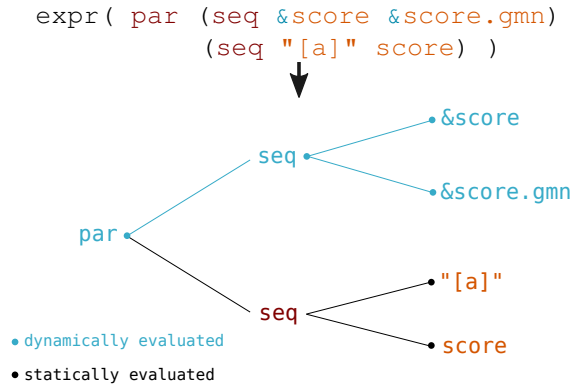 expr( par (seq &score &score.gmn)
(seq "[a]" score) )
&score
seq
&score.gmn
par
"[a]"
seq
score
dynamically evaluated
statically evaluated